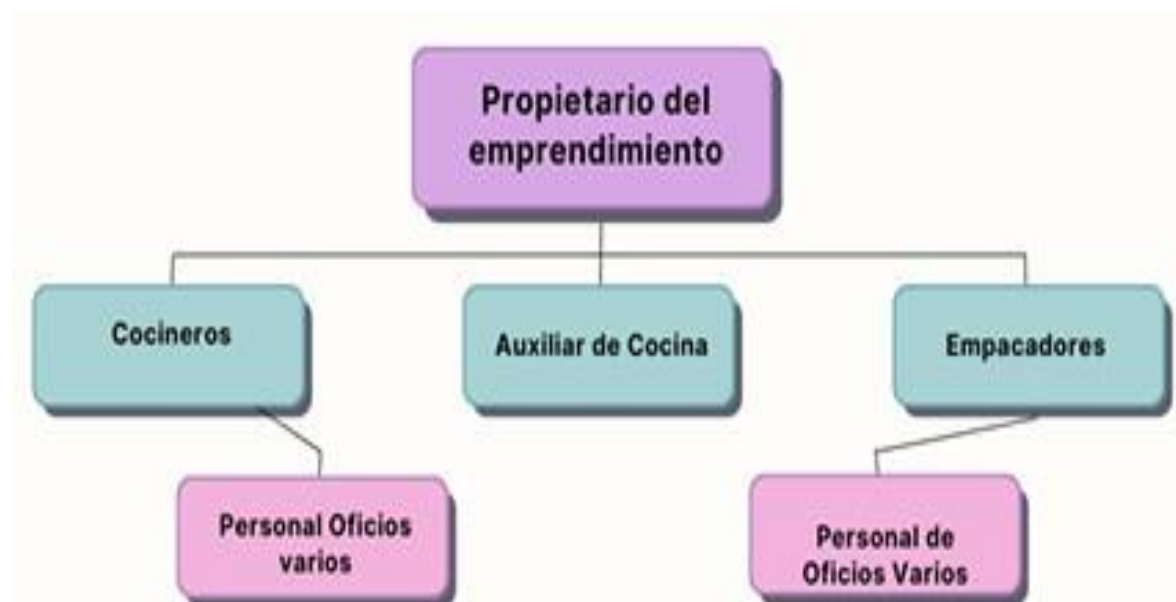 Propietario del
emprendimiento
Cocineros
Auxiliar de Cocina
Empacadores
Personal Oficios
varios
Personal de
Oficios Varios